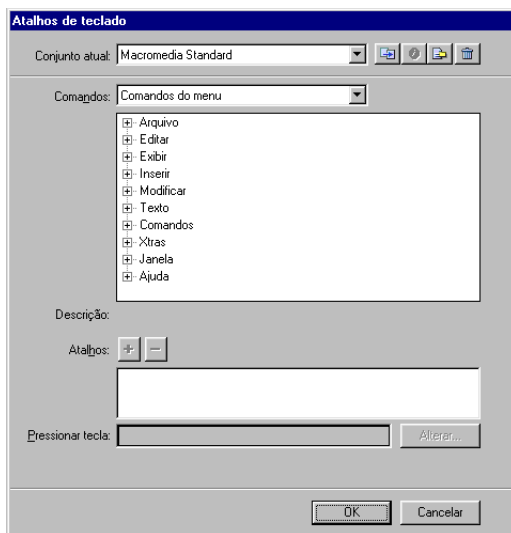 Atalhos de teclado
Conjunto atual: Macromedia Standard
Comandos: Comandos do menu
Arquivo
Editar
Exibir
Inserir
Modificar
Texto
Comandos
Xtras
Janela
Ajuda
Descrição:
Atalhos: + −
Pressionar tecla: Alterar...
OK Cancelar